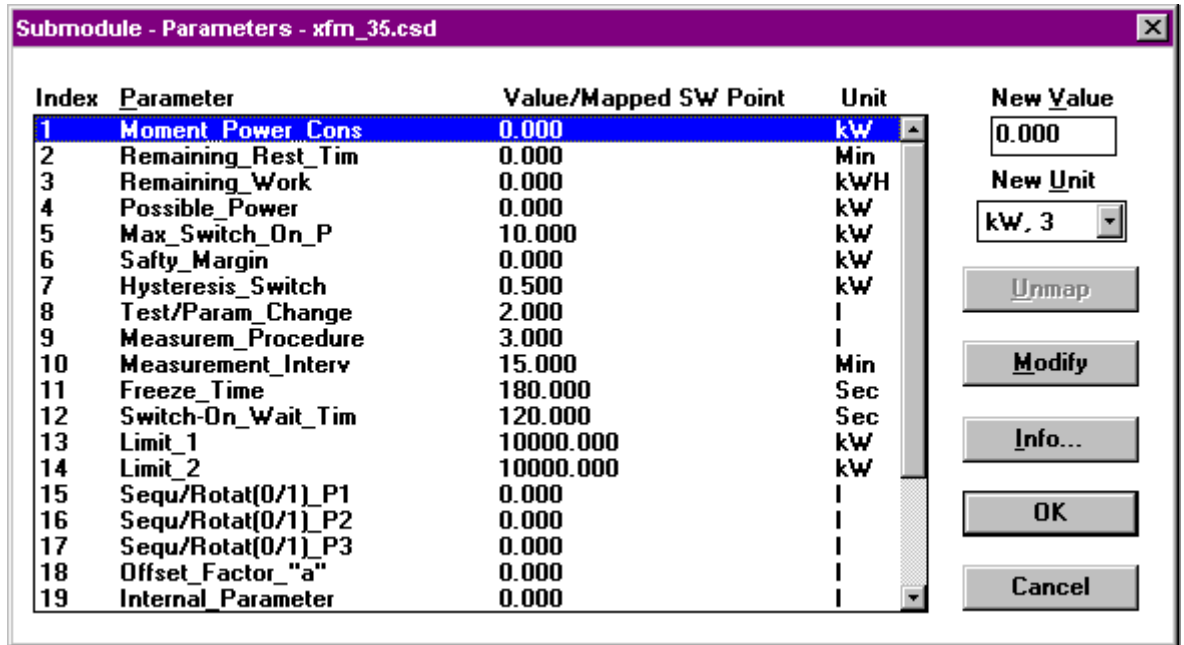 Submodule - Parameters - xfm_35.csd
Index Parameter Value/Mapped SW Point Unit
1 Moment_Power_Cons 0.000 kW
2 Remaining_Rest_Tim 0.000 Min
3 Remaining_Work 0.000 kWH
4 Possible_Power 0.000 kW
5 Max_Switch_On_P 10.000 kW
6 Safty_Margin 0.000 kW
7 Hysteresis_Switch 0.500 kW
8 Test/Param_Change 2.000 I
9 Measurem_Procedure 3.000 I
10 Measurement_Interv 15.000 Min
11 Freeze_Time 180.000 Sec
12 Switch-On_Wait_Tim 120.000 Sec
13 Limit_1 10000.000 kW
14 Limit_2 10000.000 kW
15 Sequ/Rotat(0/1)_P1 0.000 I
16 Sequ/Rotat(0/1)_P2 0.000 I
17 Sequ/Rotat(0/1)_P3 0.000 I
18 Offset_Factor_"a" 0.000 I
19 Internal_Parameter 0.000 I
New Value
0.000
New Unit
kW, 3
Unmap
Modify
Info...
OK
Cancel